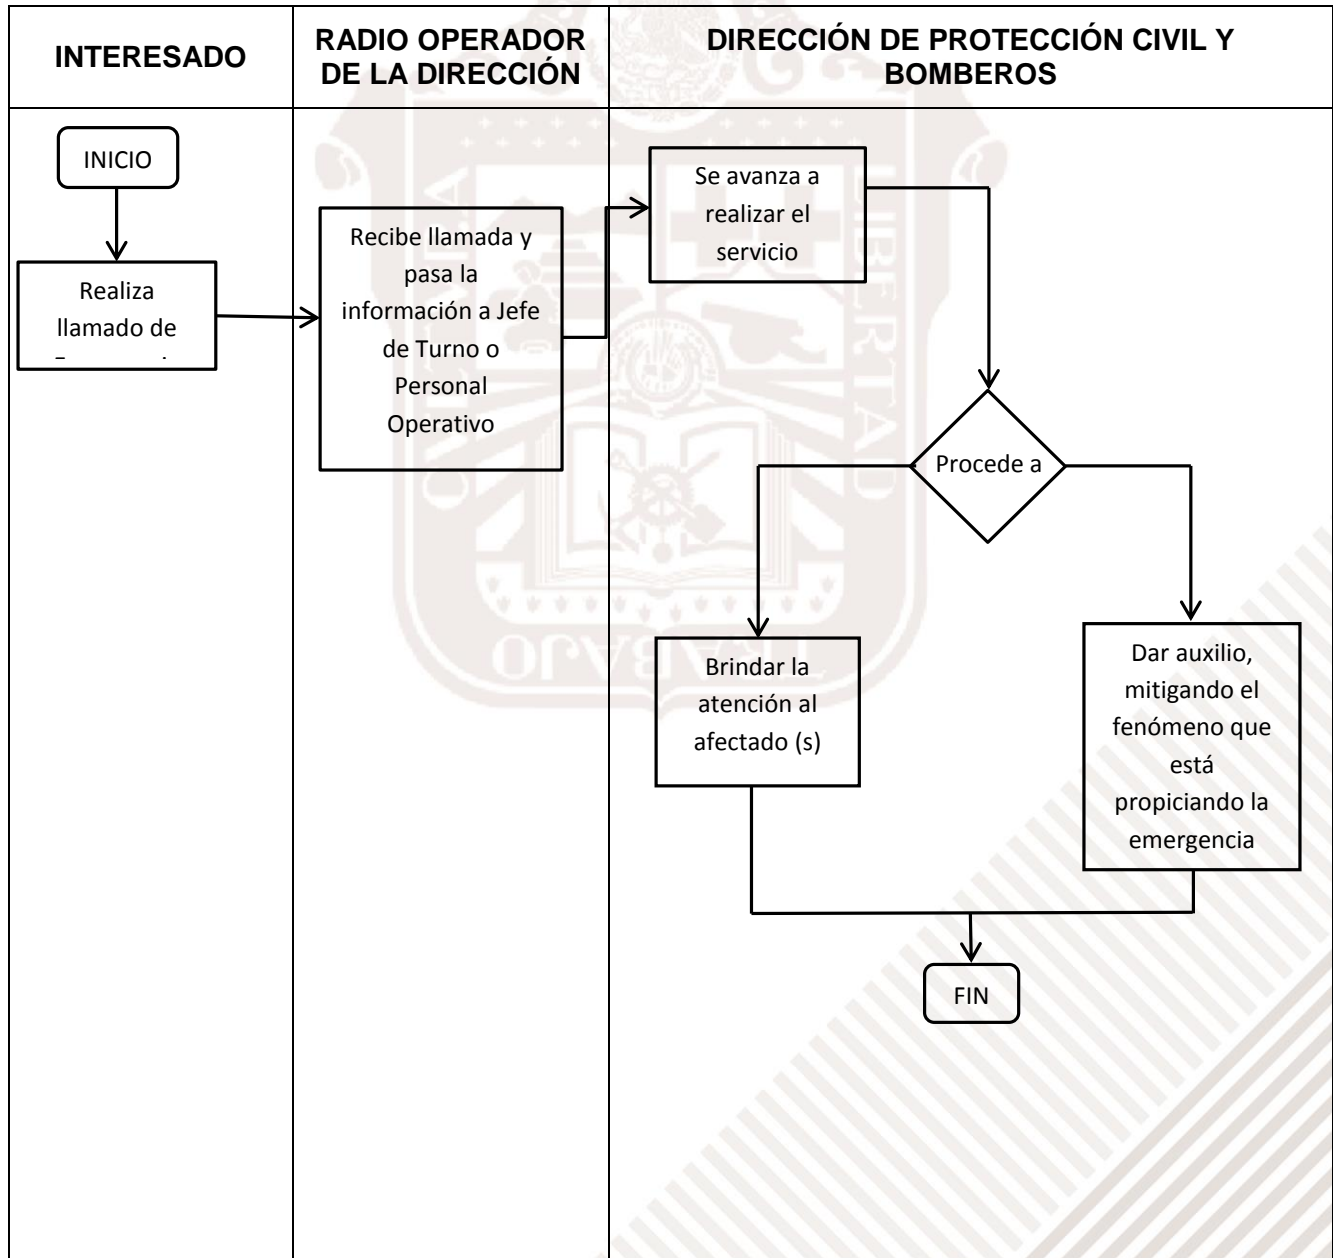 INTERESADO
RADIO OPERADOR
DE LA DIRECCIÓN
DIRECCIÓN DE PROTECCIÓN CIVIL Y
BOMBEROS
INICIO
Realiza
llamado de
Recibe llamada y
pasa la
información a Jefe
de Turno o
Personal
Operativo
Se avanza a
realizar el
servicio
Procede a
Brindar la
atención al
afectado (s)
Dar auxilio,
mitigando el
fenómeno que
está
propiciando la
emergencia
FIN
LIBERTAD
TRABAJO